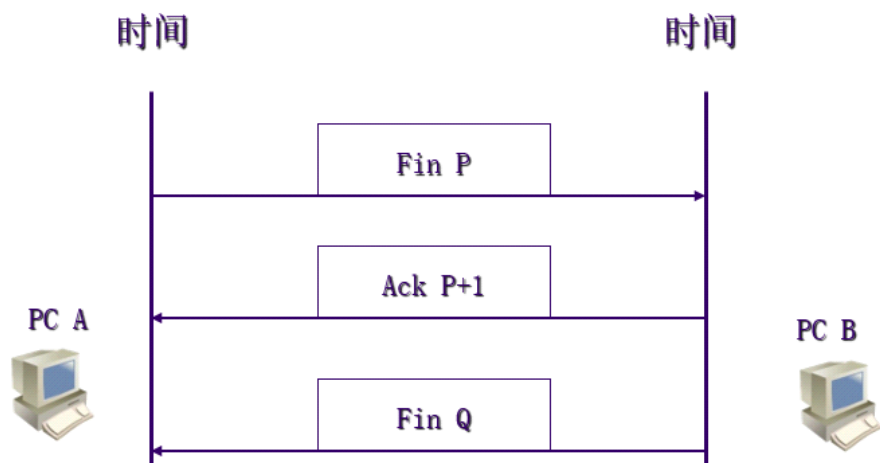 时间
时间
Fin P
Ack P+1
PC A
PC B
Fin Q